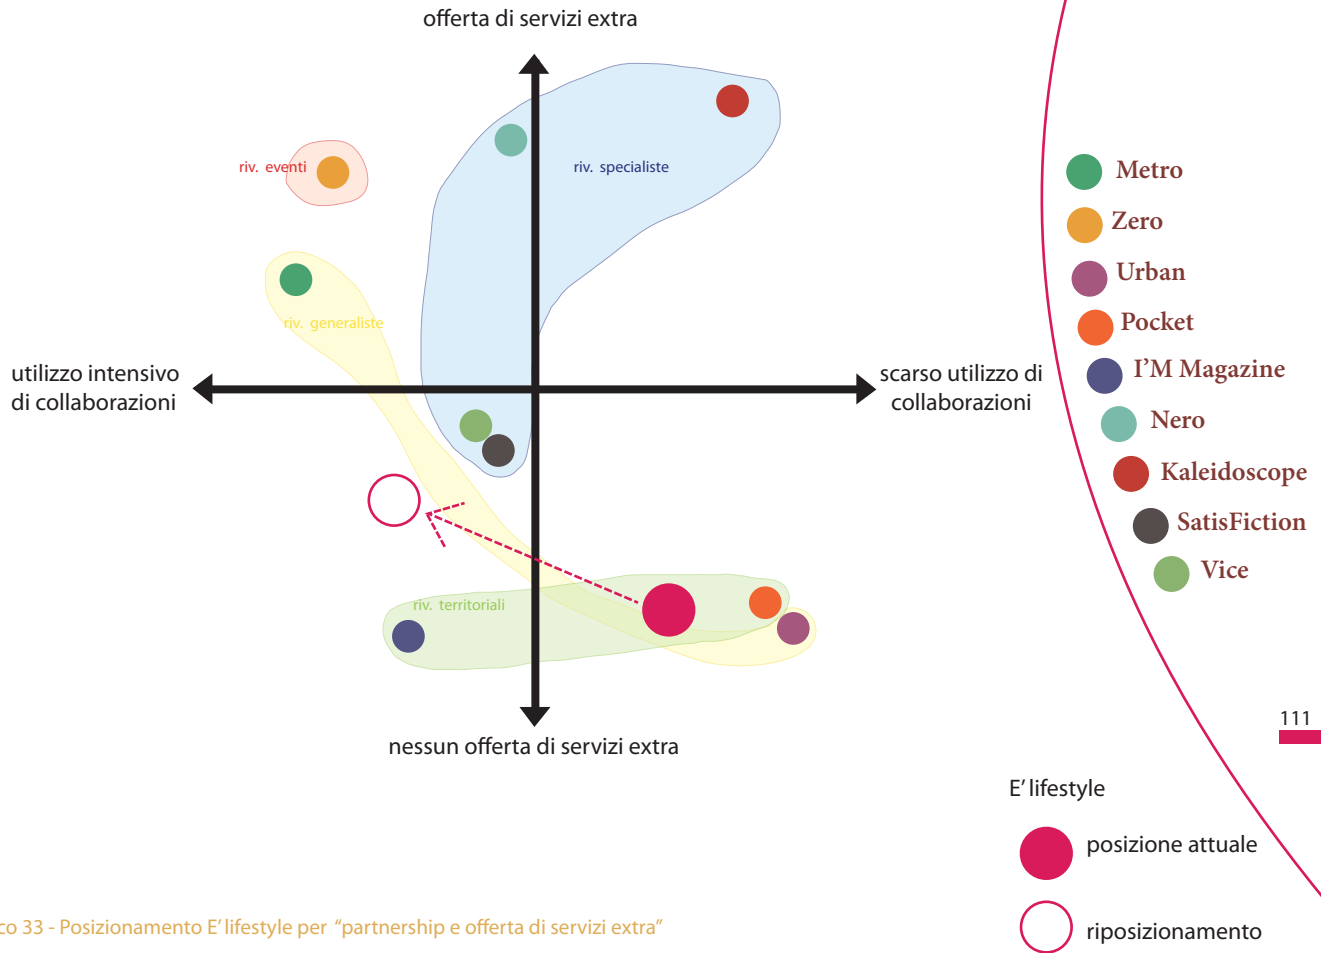 offerta di servizi extra
riv. eventi
riv. specialiste
riv. generaliste
utilizzo intensivo
di collaborazioni
scarso utilizzo di
collaborazioni
riv. territoriali
nessun offerta di servizi extra
Metro
Zero
Urban
Pocket
I'M Magazine
Nero
Kaleidoscope
SatisFiction
Vice
111
E' lifestyle
posizione attuale
riposizionamento
33 - Posizionamento E' lifestyle per "partnership e offerta di servizi extra"